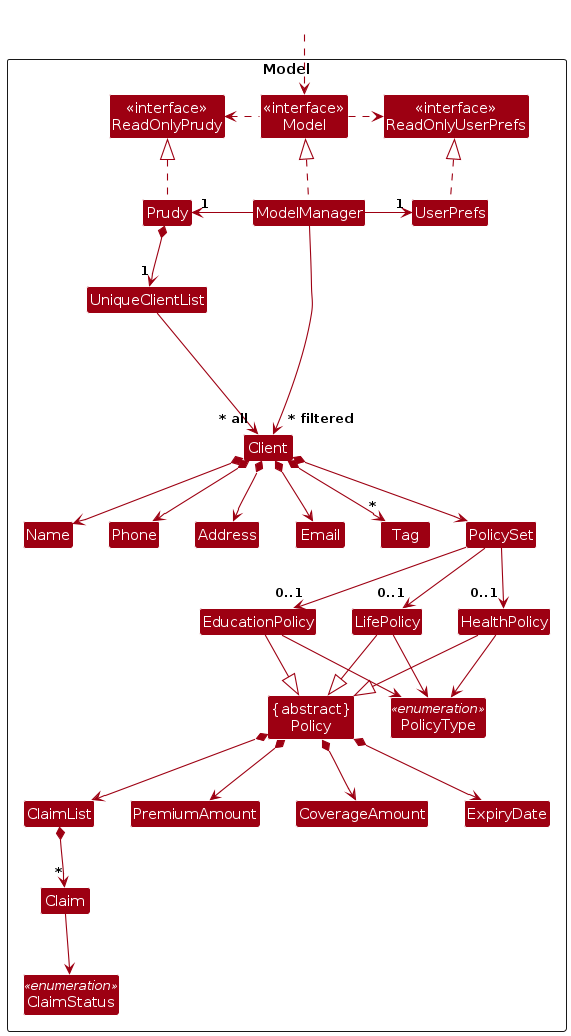 Model
«interface»
ReadOnlyPrudy
«interface»
Model
«interface»
ReadOnlyUserPrefs
Prudy
1
ModelManager
1
UserPrefs
1
UniqueClientList
* all
* filtered
Client
*
Name
Phone
Address
Email
Tag
PolicySet
0..1
0..1
0..1
EducationPolicy
LifePolicy
HealthPolicy
{abstract}
Policy
«enumeration»
PolicyType
ClaimList
PremiumAmount
CoverageAmount
ExpiryDate
*
Claim
«enumeration»
ClaimStatus